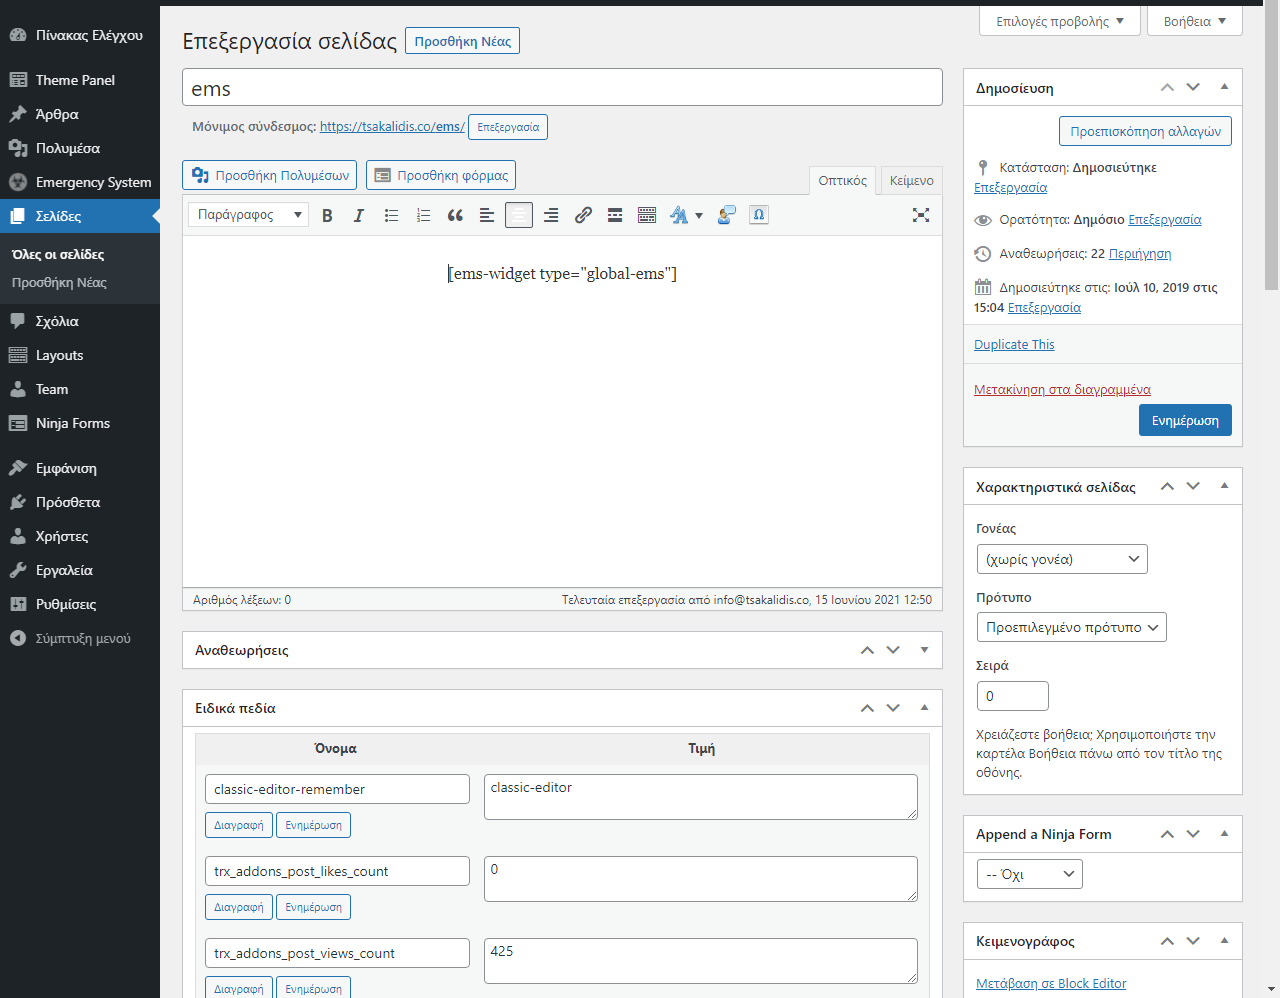 Πίνακας Ελέγχου
Theme Panel
Άρθρα
Πολυμέσα
Emergency System
Σελίδες
Όλες οι σελίδες
Προσθήκη Νέας
Σχόλια
Layouts
Team
Ninja Forms
Εμφάνιση
Πρόσθετα
Χρήστες
Εργαλεία
Ρυθμίσεις
Σύμπτυξη μενού
Επιλογές προβολής
Βοήθεια
Επεξεργασία σελίδας
Προσθήκη Νέας
ems
Μόνιμος σύνδεσμος: https://tsakalidis.co/ems/ Επεξεργασία
Προσθήκη Πολυμέσων
Προσθήκη φόρμας
Οπτικός
Κείμενο
Παράγραφος
[ems-widget type="global-ems"]
Αριθμός λέξεων: 0
Τελευταία επεξεργασία από info@tsakalidis.co, 15 Ιουνίου 2021 12:50
Αναθεωρήσεις
Ειδικά πεδία
Όνομα
Τιμή
classic-editor-remember
classic-editor
Διαγραφή
Ενημέρωση
trx_addons_post_likes_count
0
Διαγραφή
Ενημέρωση
trx_addons_post_views_count
425
Διαγραφή
Ενημέρωση
Δημοσίευση
Προεπισκόπηση αλλαγών
Κατάσταση: Δημοσιεύτηκε
Επεξεργασία
Ορατότητα: Δημόσιο Επεξεργασία
Αναθεωρήσεις: 22 Περιήγηση
Δημοσιεύτηκε στις: Ιούλ 10, 2019 στις
15:04 Επεξεργασία
Duplicate This
Μετακίνηση στα διαγραμμένα
Ενημέρωση
Χαρακτηριστικά σελίδας
Γονέας
(χωρίς γονέα)
Πρότυπο
Προεπιλεγμένο πρότυπο
Σειρά
0
Χρειάζεστε βοήθεια; Χρησιμοποιήστε την
καρτέλα Βοήθεια πάνω από τον τίτλο της
οθόνης.
Append a Ninja Form
-- Όχι
Κειμενογράφος
Μετάβαση σε Block Editor